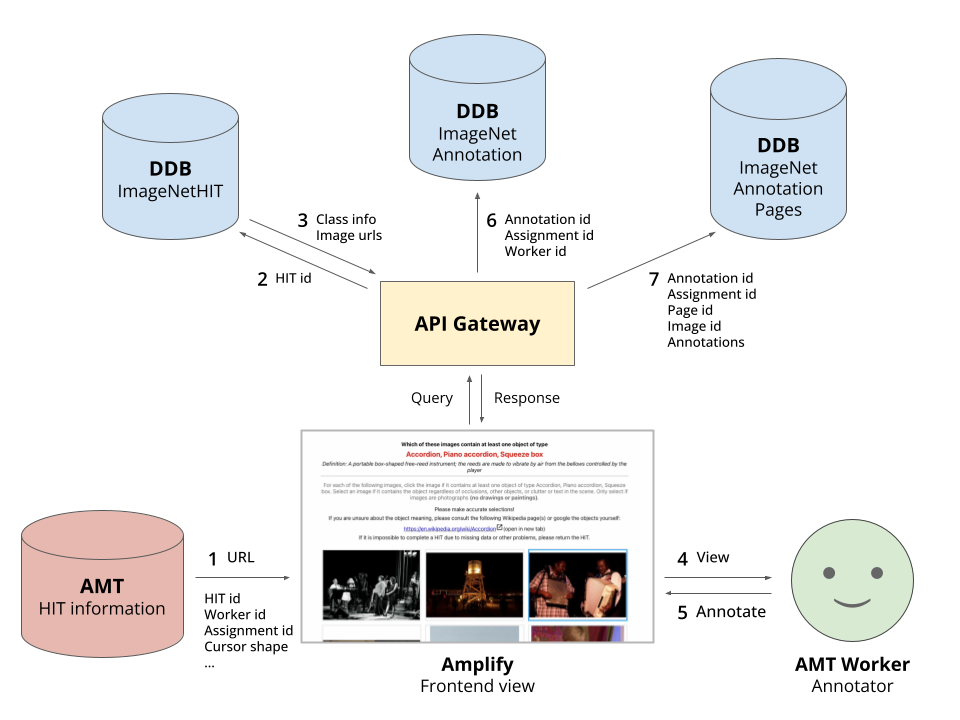 DDB
ImageNet
Annotation
DDB
ImageNet
Annotation
Pages
DDB
ImageNetHIT
3 Class info
Image urls
2 HIT id
6 Annotation id
Assignment id
Worker id
7 Annotation id
Assignment id
Page id
Image id
Annotations
API Gateway
Query
Response
Which of these images contain at least one object of type
Accordion, Piano accordion, Squeeze box
Definition: A portable box-shaped free-reed instrument; the reeds are made to vibrate by air from the bellows controlled by the
player
For each of the following images, click the image if it contains at least one object of type Accordion, Piano accordion, Squeeze
box. Select an image if it contains the object regardless of occlusions, other objects, or clutter or text in the scene. Only select if
images are photographs (no drawings or paintings).
Please make accurate selections!
If you are unsure about the object meaning, please consult the following Wikipedia page(s) or google the objects yourself:
https://en.wikipedia.org/wiki/Accordion (open in new tab)
If it is impossible to complete a HIT due to missing data or other problems, please return the HIT.
AMT
HIT information
1 URL
HIT id
Worker id
Assignment id
Cursor shape
...
4 View
5 Annotate
Amplify
Frontend view
AMT Worker
Annotator